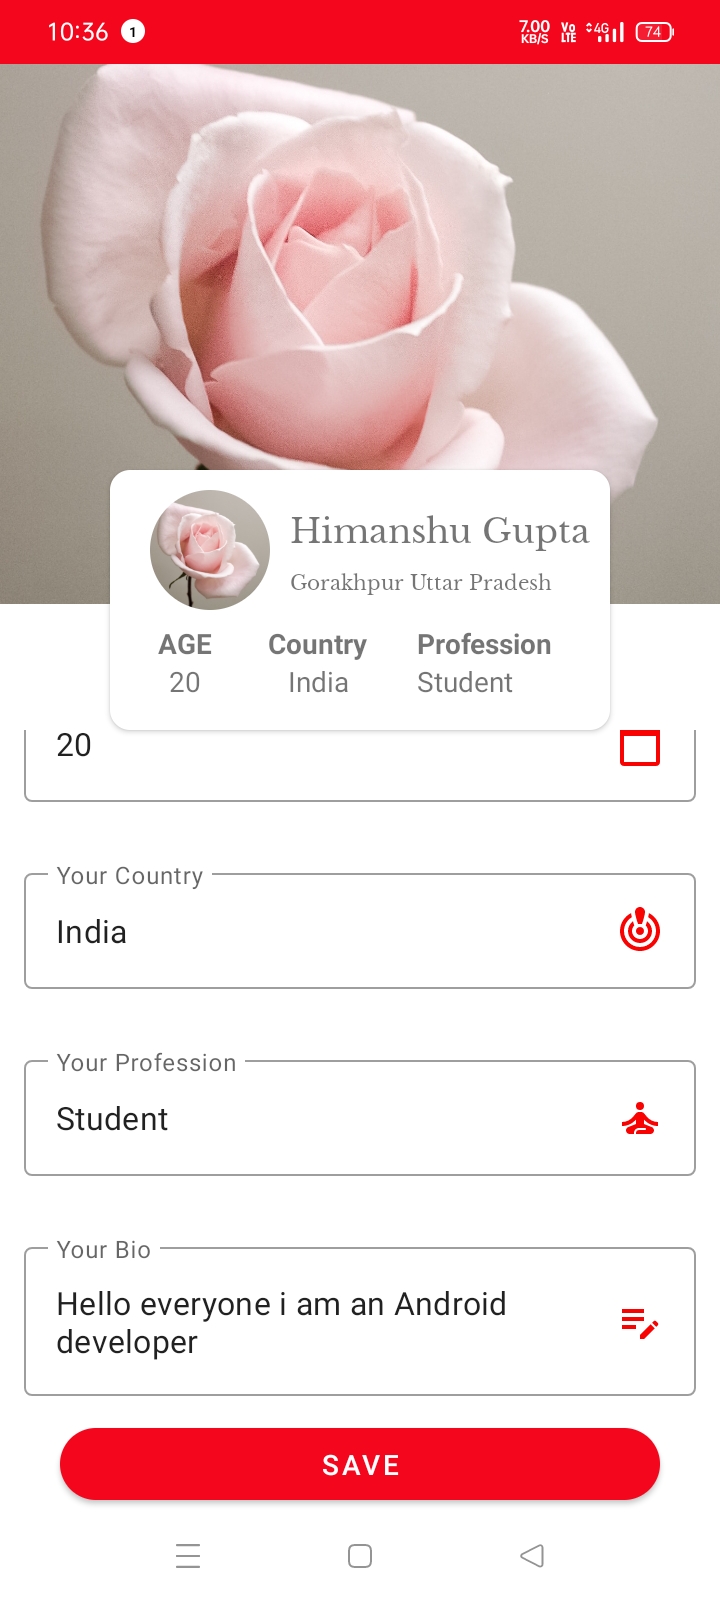 10:36 1 7.00 KB/S Vo LTE 4G 74
Himanshu Gupta
Gorakhpur Uttar Pradesh
AGE Country Profession
20 India Student
20
Your Country
India
Your Profession
Student
Your Bio
Hello everyone i am an Android
developer
SAVE